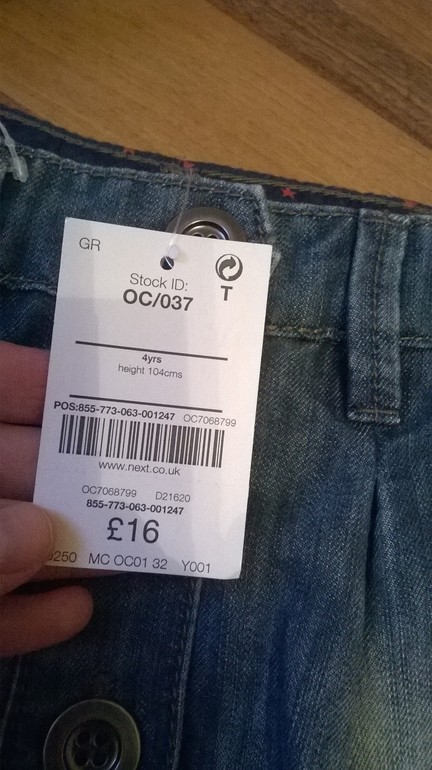 GR
Stock ID:
T
OC/037
4yrs
height 104cms
POS:855-773-063-001247 OC7068799
www.next.co.uk
OC7068799 D21620
855-773-063-001247
£16
0250 MC OC01 32 Y001